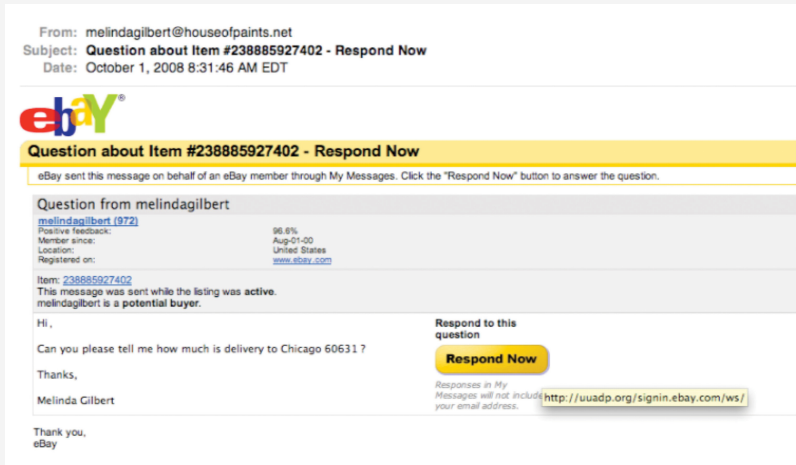 From: melindagilbert@houseofpaints.net
Subject: Question about Item #238885927402 - Respond Now
Date: October 1, 2008 8:31:46 AM EDT
ebaY®
Question about Item #238885927402 - Respond Now
eBay sent this message on behalf of an eBay member through My Messages. Click the "Respond Now" button to answer the question.
Question from melindagilbert
melindagilbert (972)
Positive feedback: 96.6%
Member since: Aug-01-00
Location: United States
Registered on: www.ebay.com
Item: 238885927402
This message was sent while the listing was active.
melindagilbert is a potential buyer.
Hi ,
Can you please tell me how much is delivery to Chicago 60631 ?
Thanks,
Melinda Gilbert
Respond to this
question
Respond Now
Responses in My
Messages will not include
your email address.
http://uuadp.org/signin.ebay.com/ws/
Thank you,
eBay